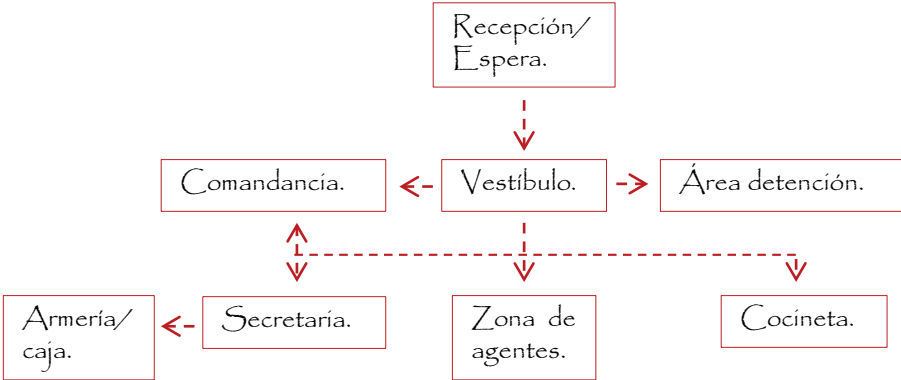 Recepción/
Espera.
Comandancia.
Vestíbulo.
Área detención.
Armería/
caja.
Secretaria.
Zona de
agentes.
Cocineta.